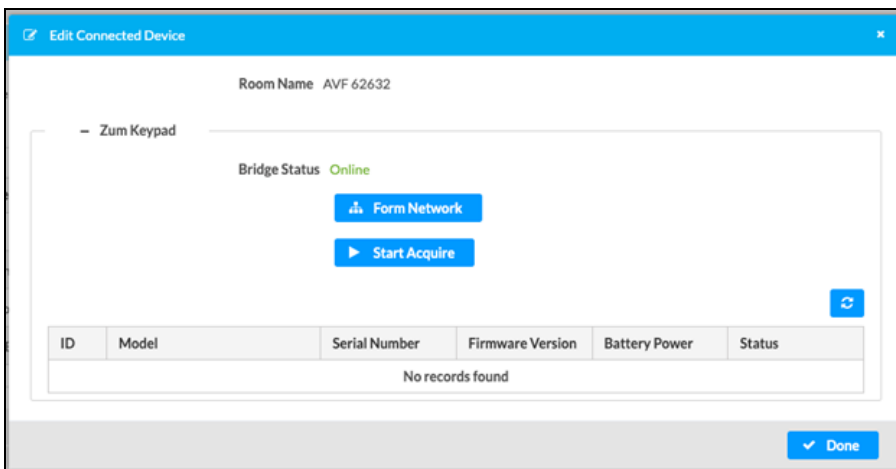 Edit Connected Device
Room Name AVF 62632
– Zum Keypad
Bridge Status Online
Form Network
Start Acquire
ID Model Serial Number Firmware Version Battery Power Status
No records found
Done